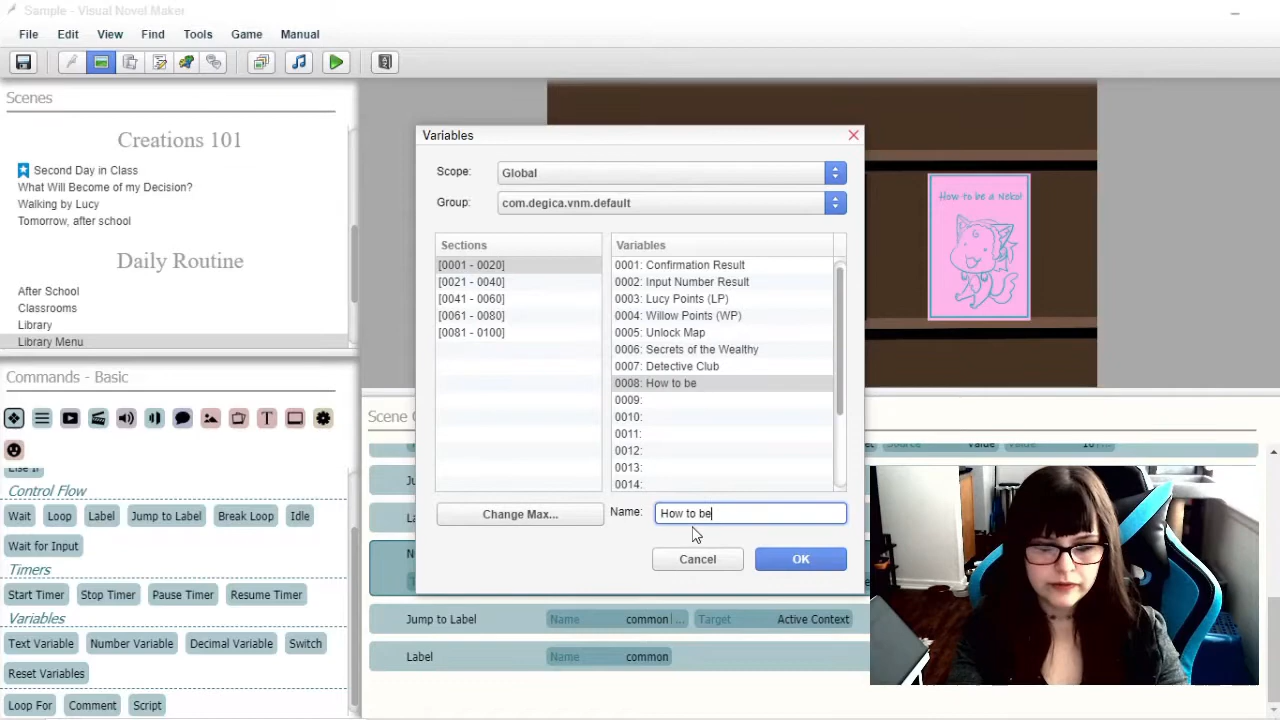 Sample - Visual Novel Maker
File Edit View Find Tools Game Manual
Scenes
Creations 101
Second Day in Class
What Will Become of my Decision?
Walking by Lucy
Tomorrow, after school
Daily Routine
After School
Classrooms
Library
Library Menu
Commands - Basic
Else If
Control Flow
Wait Loop Label Jump to Label Break Loop Idle
Wait for Input
Timers
Start Timer Stop Timer Pause Timer Resume Timer
Variables
Text Variable Number Variable Decimal Variable Switch
Reset Variables
Loop For Comment Script
How to be a Neko!
Variables
Scope: Global
Group: com.degica.vnm.default
Sections
[0001 - 0020]
[0021 - 0040]
[0041 - 0060]
[0061 - 0080]
[0081 - 0100]
Variables
0001: Confirmation Result
0002: Input Number Result
0003: Lucy Points (LP)
0004: Willow Points (WP)
0005: Unlock Map
0006: Secrets of the Wealthy
0007: Detective Club
0008: How to be
0009:
0010:
0011:
0012:
0013:
0014:
Change Max... Name: How to be
Cancel OK
Jump to Label Name common ... Target Active Context
Label Name common